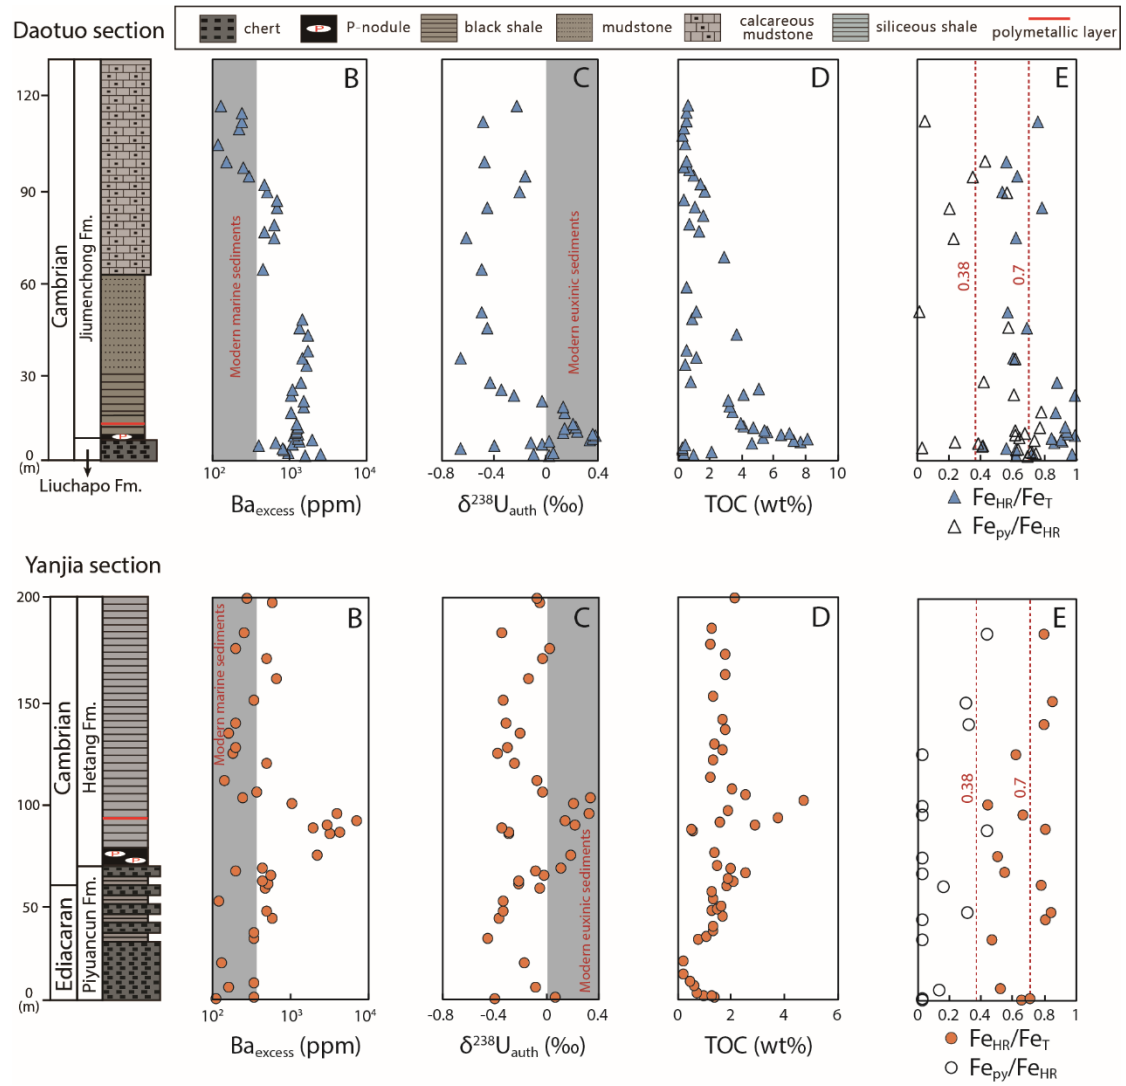 Daotuo section
chert P-nodule black shale mudstone calcareous mudstone siliceous shale polymetallic layer
B C D E
120
90
60
30
0
(m)
Cambrian
Jiumenchong Fm.
Liuchapo Fm.
P
Modern marine sediments
Modern euxinic sediments
0.38
0.7
10² 10³ 10⁴
-0.8 -0.4 0 0.4
0 2 4 6 8 10
0 0.2 0.4 0.6 0.8 1
Baexcess (ppm)
δ²³⁸Uauth (‰)
TOC (wt%)
FeHR/FeT
Fepy/FeHR
Yanjia section
B C D E
200
150
100
50
0
(m)
Cambrian
Ediacaran
Hetang Fm.
Piyuancun Fm.
P
P
Modern marine sediments
Modern euxinic sediments
0.38
0.7
10² 10³ 10⁴
-0.8 -0.4 0 0.4
0 2 4 6
0 0.2 0.4 0.6 0.8 1
Baexcess (ppm)
δ²³⁸Uauth (‰)
TOC (wt%)
FeHR/FeT
Fepy/FeHR